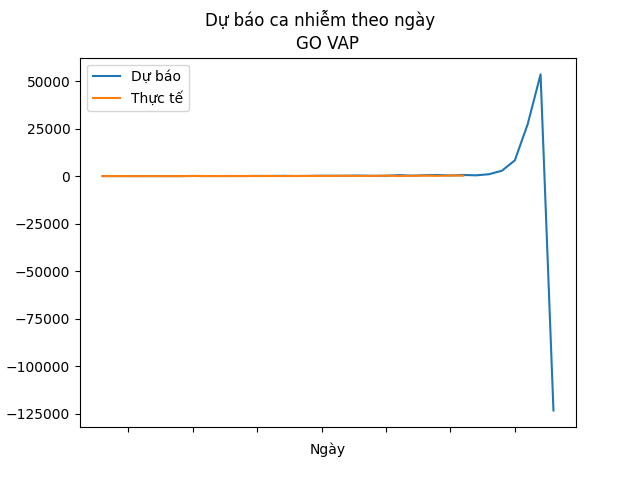 Dự báo ca nhiễm theo ngày
GO VAP
Dự báo
Thực tế
50000
25000
0
−25000
−50000
−75000
−100000
−125000
Ngày